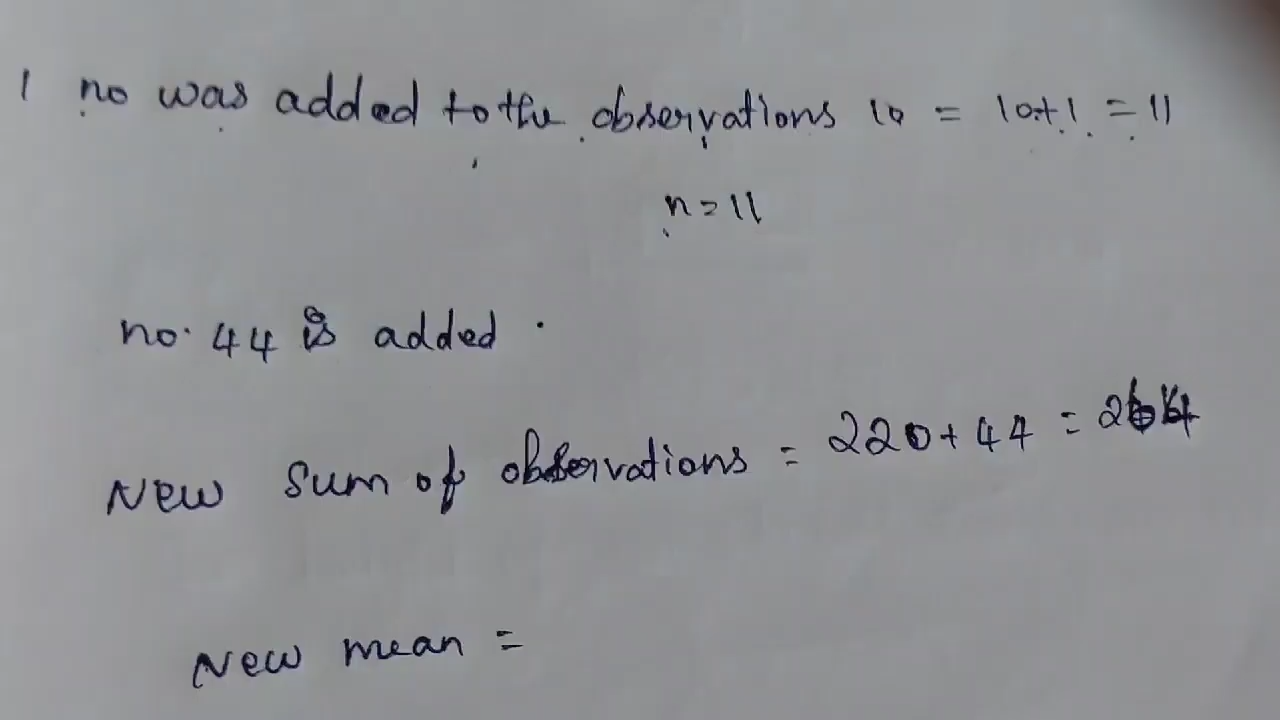 1 no was added to the observations 10 = 10+1 = 11
n = 11
no. 44 is added.
New sum of observations = 220 + 44 = 264
New mean =